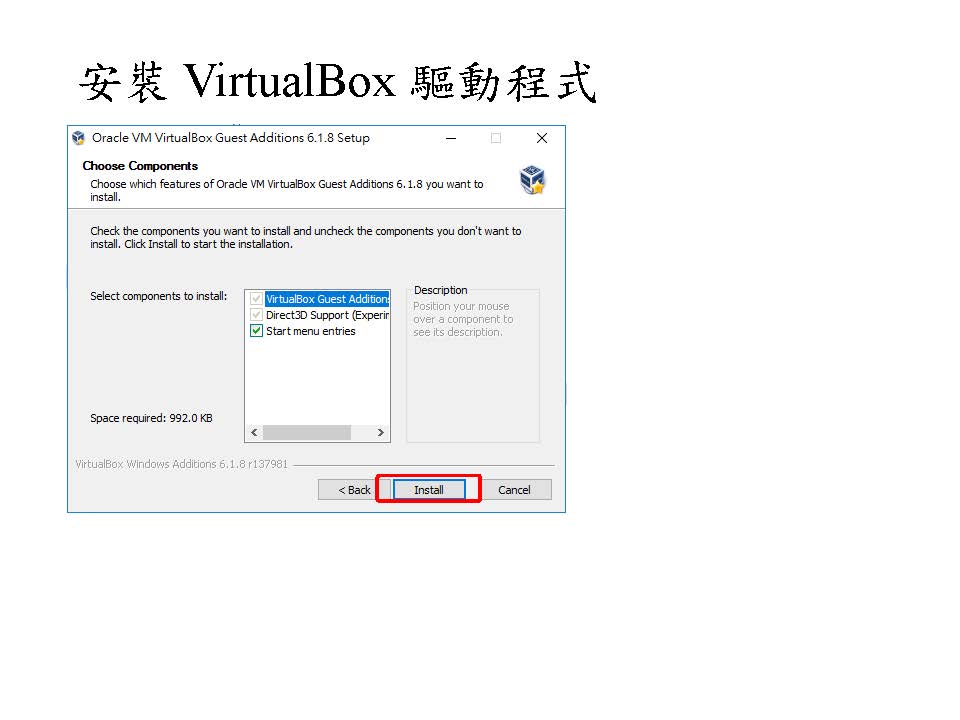 安裝 VirtualBox 驅動程式
Oracle VM VirtualBox Guest Additions 6.1.8 Setup
Choose Components
Choose which features of Oracle VM VirtualBox Guest Additions 6.1.8 you want to
install.
Check the components you want to install and uncheck the components you don't want to
install. Click Install to start the installation.
Select components to install:
VirtualBox Guest Additions
Direct3D Support (Experir
Start menu entries
Description
Position your mouse
over a component to
see its description.
Space required: 992.0 KB
VirtualBox Windows Additions 6.1.8 r137981
< Back
Install
Cancel